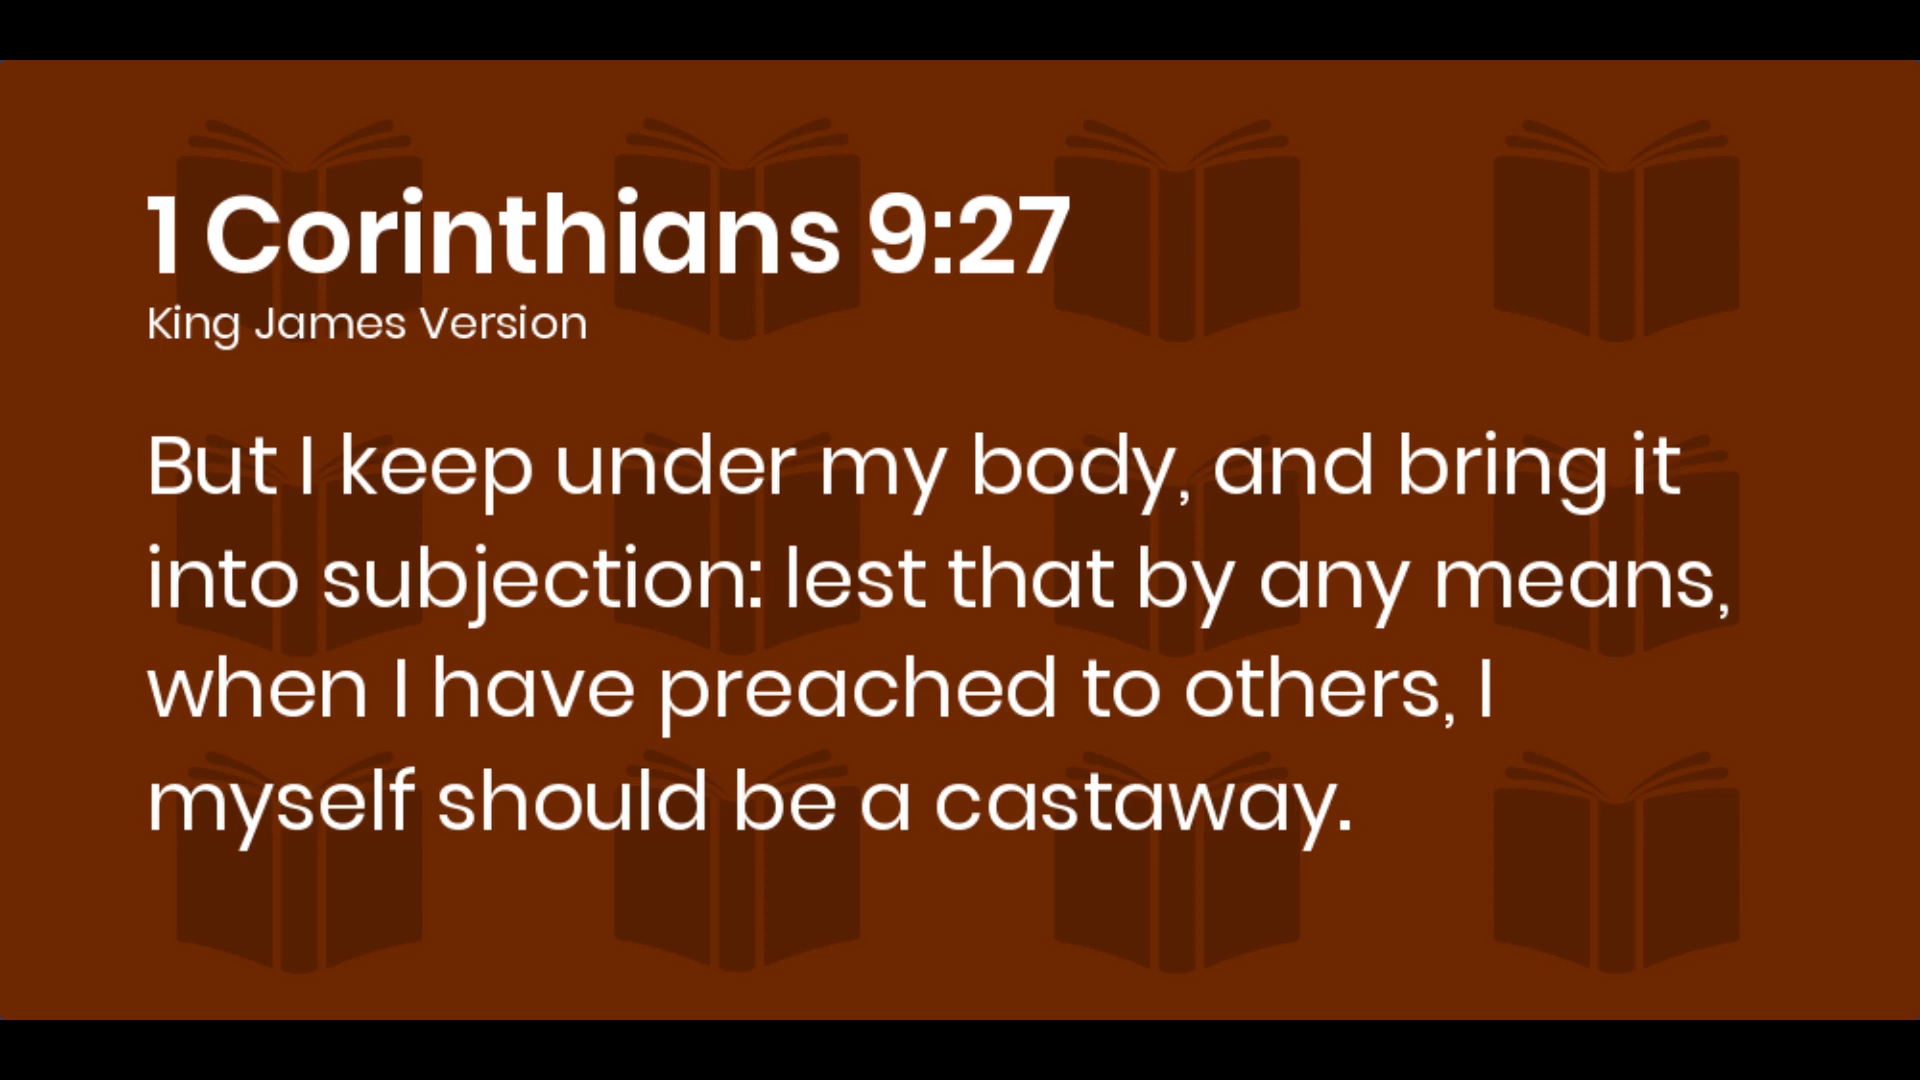 1 Corinthians 9:27
King James Version
But I keep under my body, and bring it
into subjection: lest that by any means,
when I have preached to others, I
myself should be a castaway.